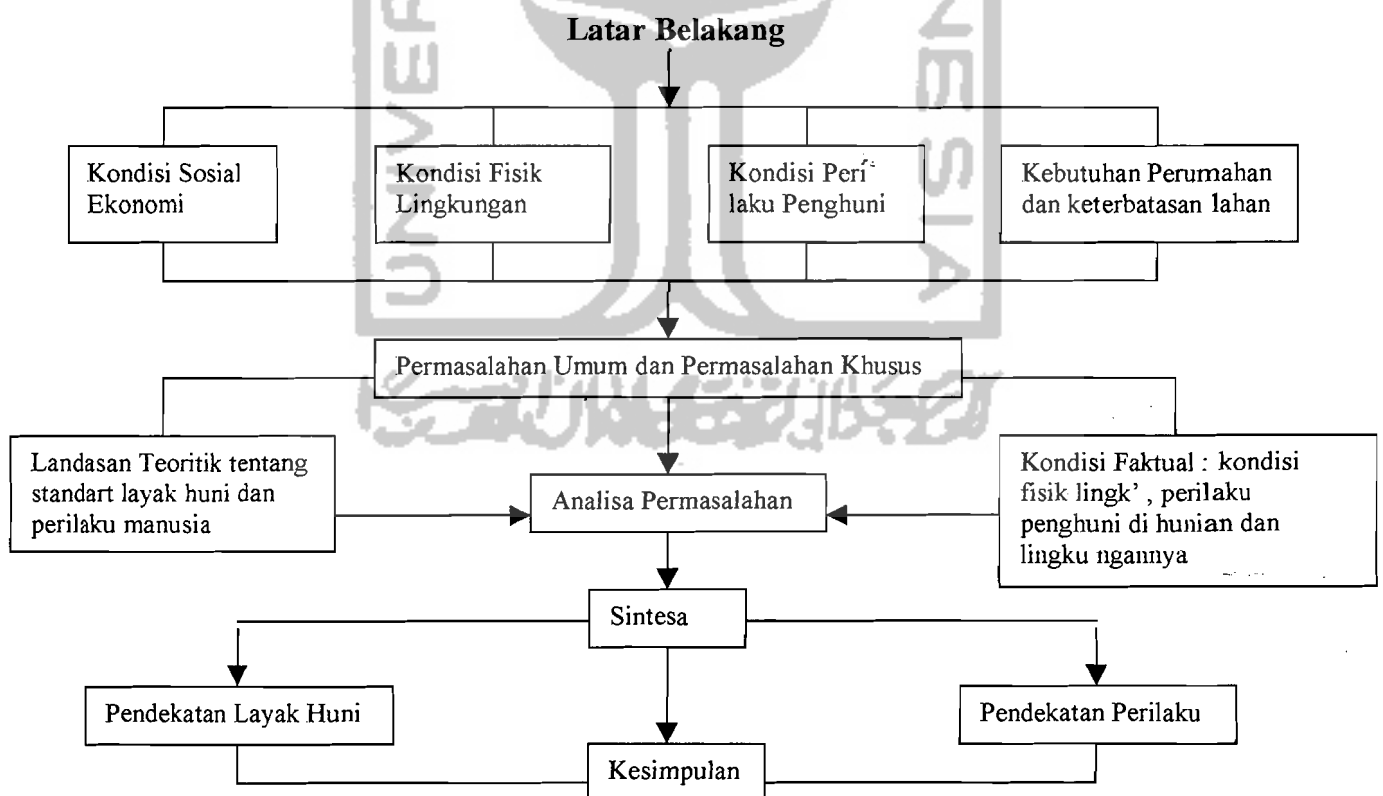 Latar Belakang
Kondisi Sosial
Ekonomi
Kondisi Fisik
Lingkungan
Kondisi Peri
laku Penghuni
Kebutuhan Perumahan
dan keterbatasan lahan
UNIVER
NESIA
Permasalahan Umum dan Permasalahan Khusus
Landasan Teoritik tentang
standart layak huni dan
perilaku manusia
Analisa Permasalahan
Kondisi Faktual : kondisi
fisik lingk’ , perilaku
penghuni di hunian dan
lingku ngannya
Sintesa
Pendekatan Layak Huni
Pendekatan Perilaku
Kesimpulan